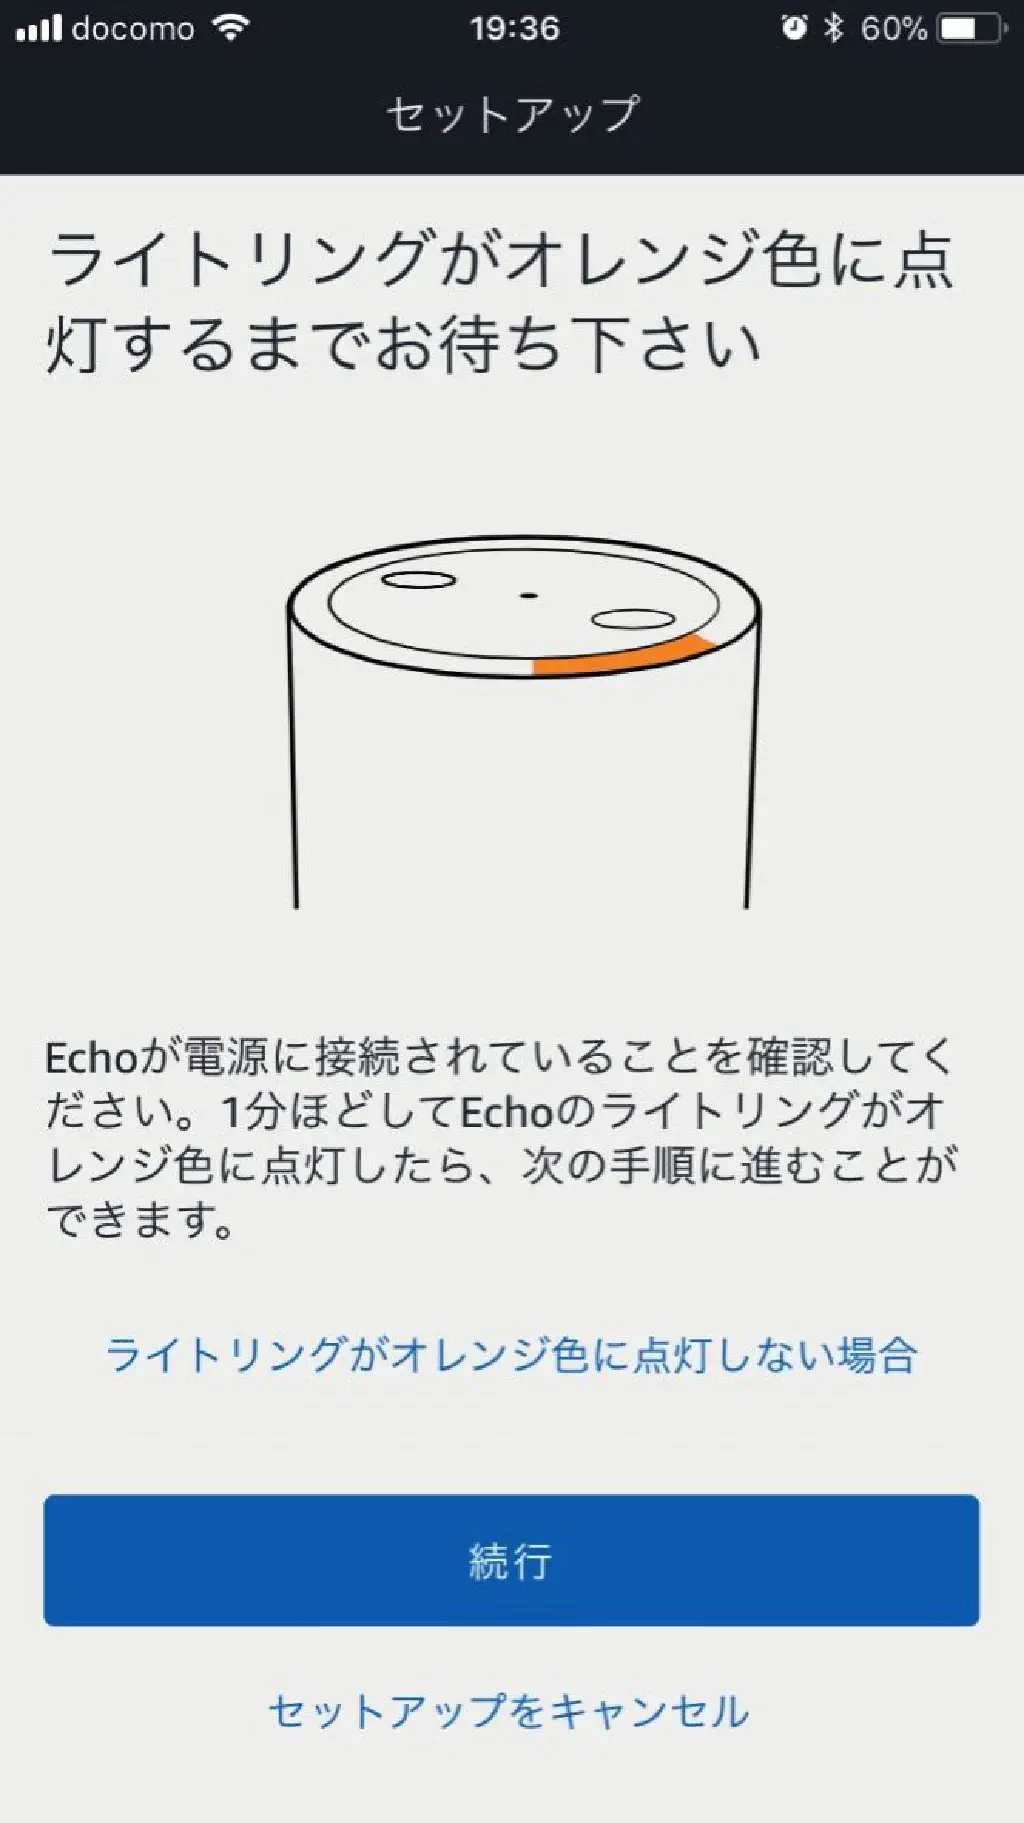 docomo 19:36 60%
セットアップ
ライトリングがオレンジ色に点
灯するまでお待ち下さい
Echoが電源に接続されていることを確認してく
ださい。1分ほどしてEchoのライトリングがオ
レンジ色に点灯したら、次の手順に進むことが
できます。
ライトリングがオレンジ色に点灯しない場合
続行
セットアップをキャンセル